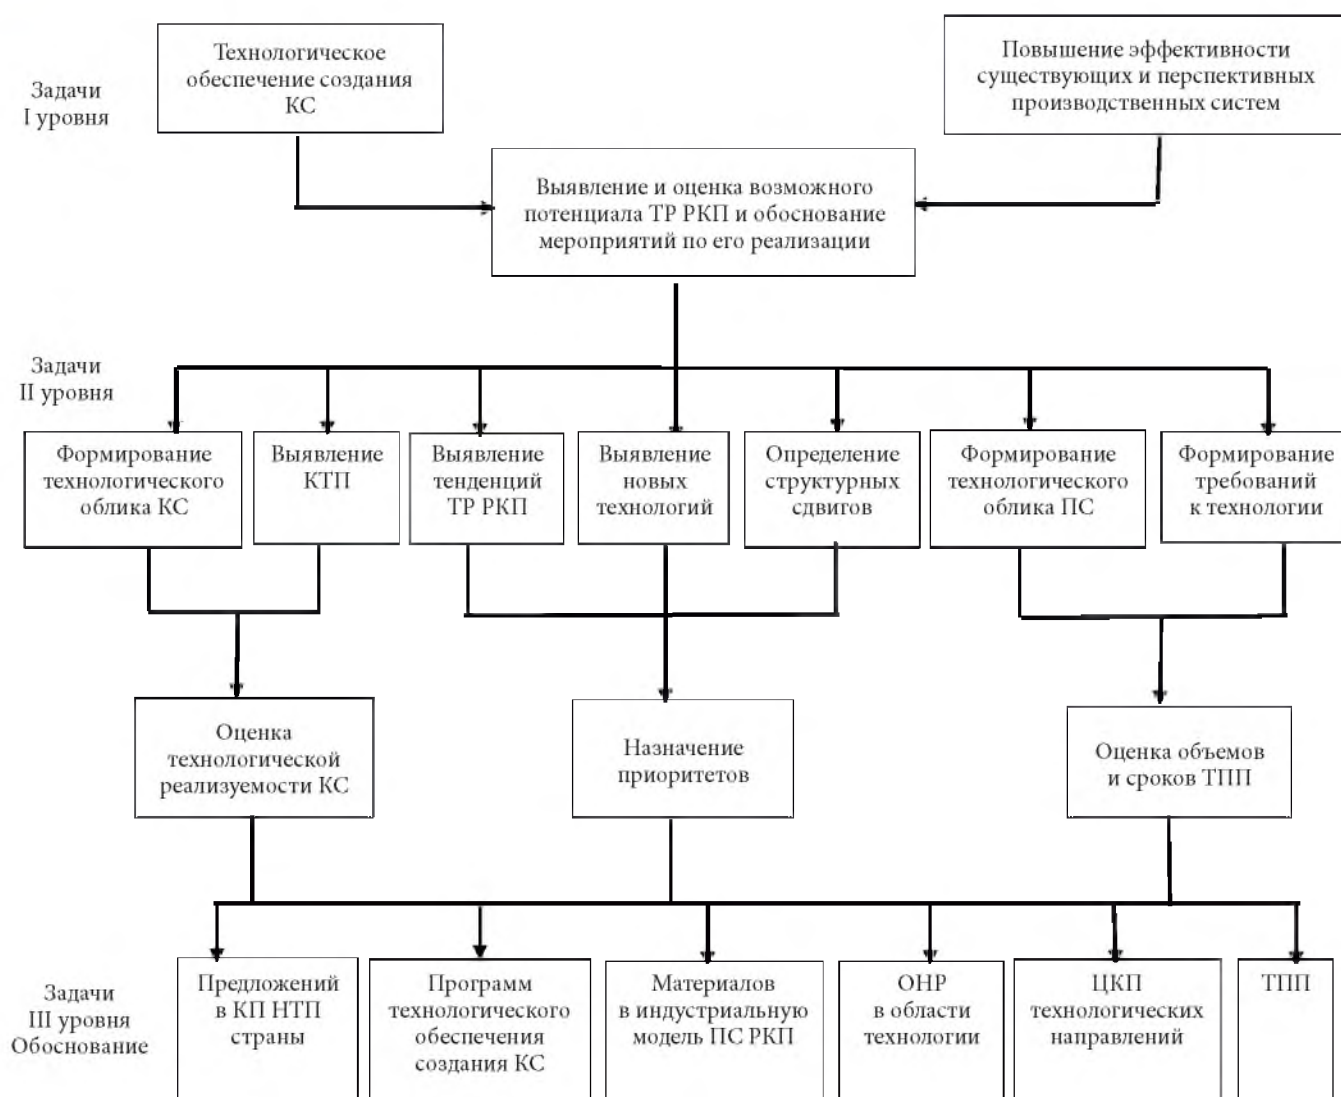 Задачи
I уровня
Технологическое
обеспечение создания
КС
Повышение эффективности
существующих и перспективных
производственных систем
Выявление и оценка возможного
потенциала ТР РКП и обоснование
мероприятий по его реализации
Задачи
II уровня
Формирование
технологического
облика КС
Выявление
КТП
Выявление
тенденций
ТР РКП
Выявление
новых
технологий
Определение
структурных
сдвигов
Формирование
технологического
облика ПС
Формирование
требований
к технологии
Оценка
технологической
реализуемости КС
Назначение
приоритетов
Оценка объемов
и сроков ТПП
Задачи
III уровня
Обоснование
Предложений
в КП НТП
страны
Программ
технологического
обеспечения
создания КС
Материалов
в индустриальную
модель ПС РКП
ОНР
в области
технологии
ЦКП
технологических
направлений
ТПП